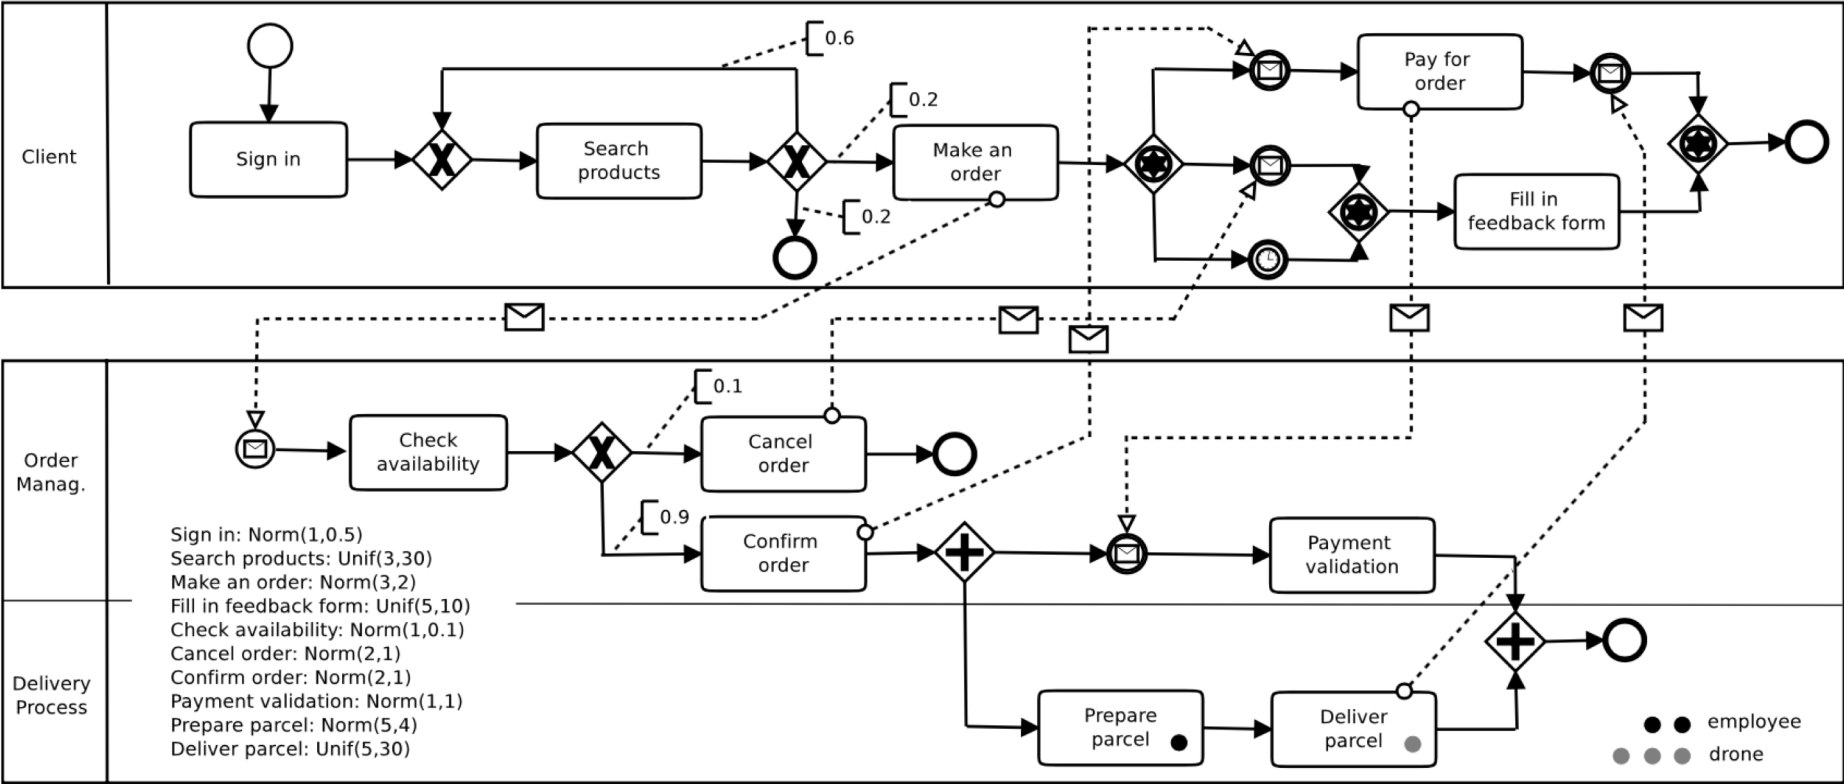 Client
Sign in
Search
products
0.6
0.2
0.2
Make an
order
Pay for
order
Fill in
feedback form
Order
Manag.
Check
availability
0.1
Cancel
order
0.9
Confirm
order
Payment
validation
Sign in: Norm(1,0.5)
Search products: Unif(3,30)
Make an order: Norm(3,2)
Fill in feedback form: Unif(5,10)
Check availability: Norm(1,0.1)
Cancel order: Norm(2,1)
Confirm order: Norm(2,1)
Payment validation: Norm(1,1)
Prepare parcel: Norm(5,4)
Deliver parcel: Unif(5,30)
Delivery
Process
Prepare
parcel
Deliver
parcel
employee
drone